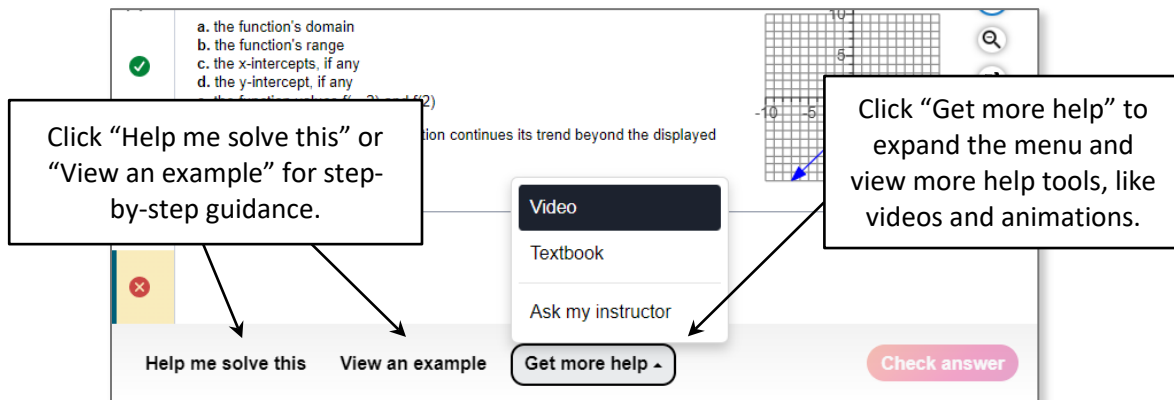 a. the function's domain
b. the function's range
c. the x-intercepts, if any
d. the y-intercept, if any
2)
tion continues its trend beyond the displayed
10
5
-10
-5
Click “Help me solve this” or
“View an example” for step-
by-step guidance.
Click “Get more help” to
expand the menu and
view more help tools, like
videos and animations.
Video
Textbook
Ask my instructor
Help me solve this
View an example
Get more help
Check answer